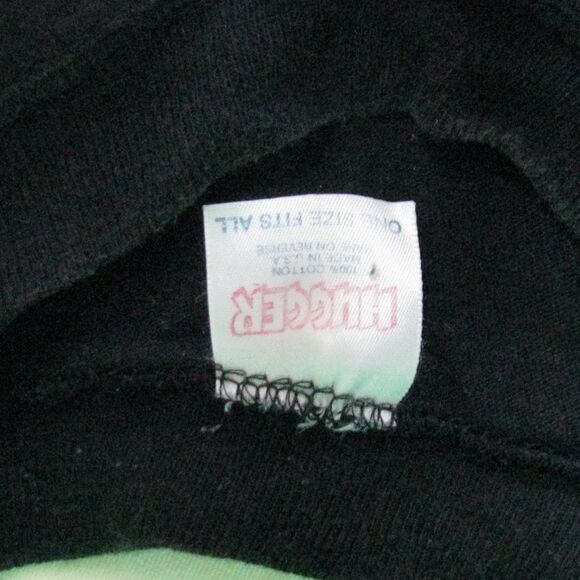 HUGGER
100% COTTON
MADE IN U.S.A.
CARE ON REVERSE
ONE SIZE FITS ALL